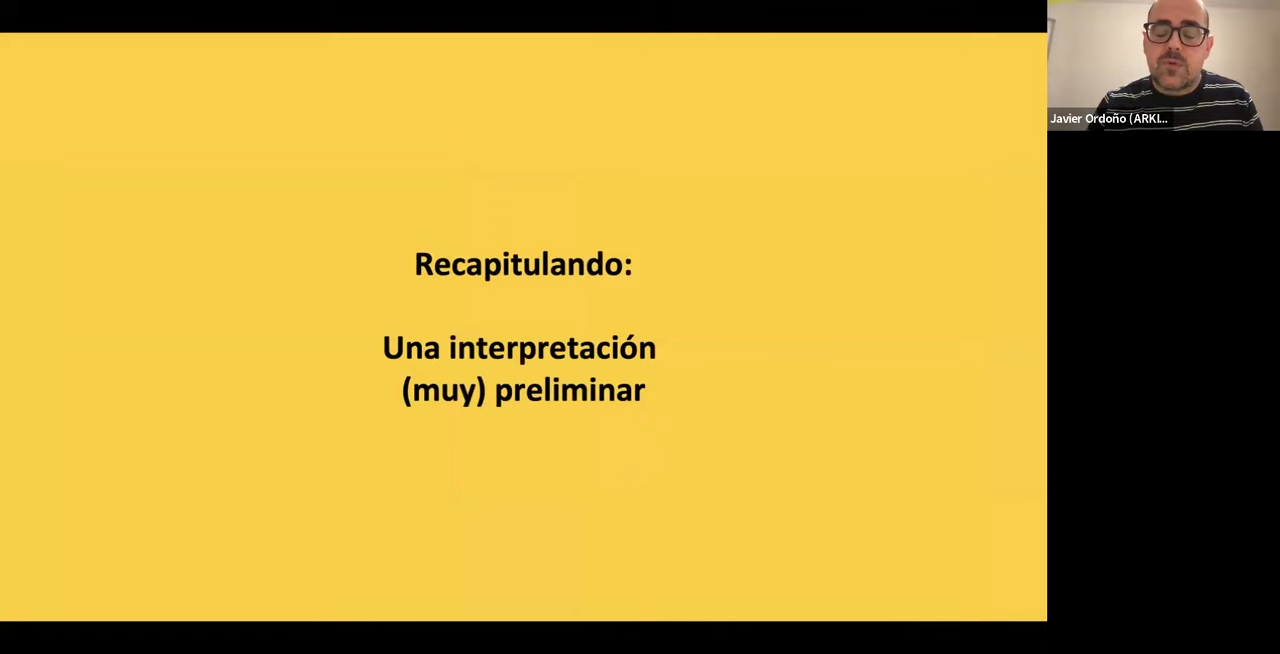 Recapitulando:
Una interpretación
(muy) preliminar
Javier Ordoño (ARKI...